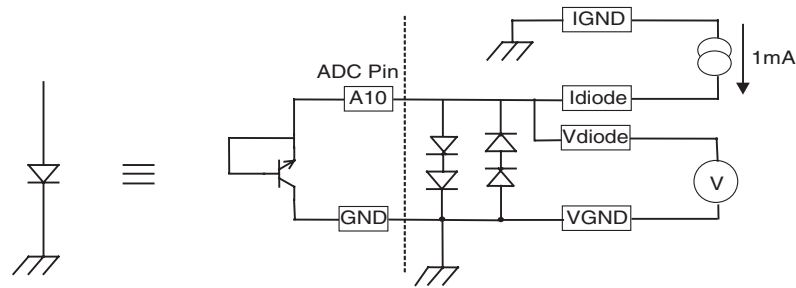 IGND
1mA
ADC Pin
A10
Idiode
Vdiode
V
GND
VGND